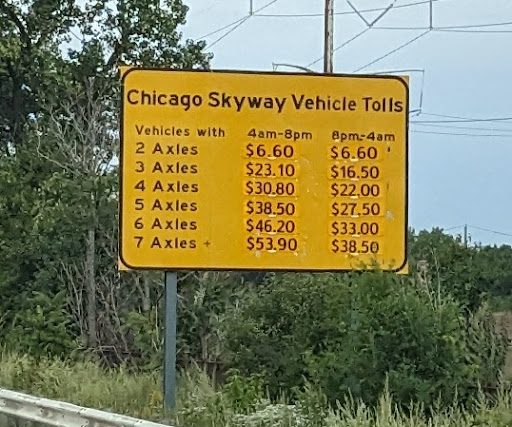 Chicago Skyway Vehicle Tolls
Vehicles with 4am-8pm 8pm-4am
2 Axles $6.60 $6.60
3 Axles $23.10 $16.50
4 Axles $30.80 $22.00
5 Axles $38.50 $27.50
6 Axles $46.20 $33.00
7 Axles + $53.90 $38.50